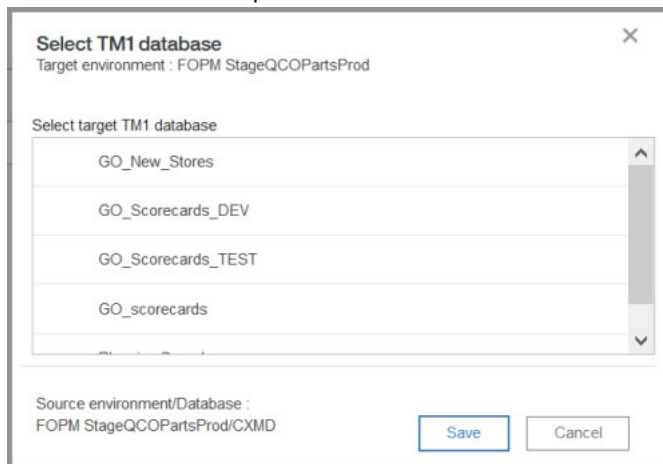 Select TM1 database
Target environment : FOPM StageQCOPartsProd
Select target TM1 database
GO_New_Stores
GO_Scorecards_DEV
GO_Scorecards_TEST
GO_scorecards
Source environment/Database :
FOPM StageQCOPartsProd/CXMD
Save Cancel